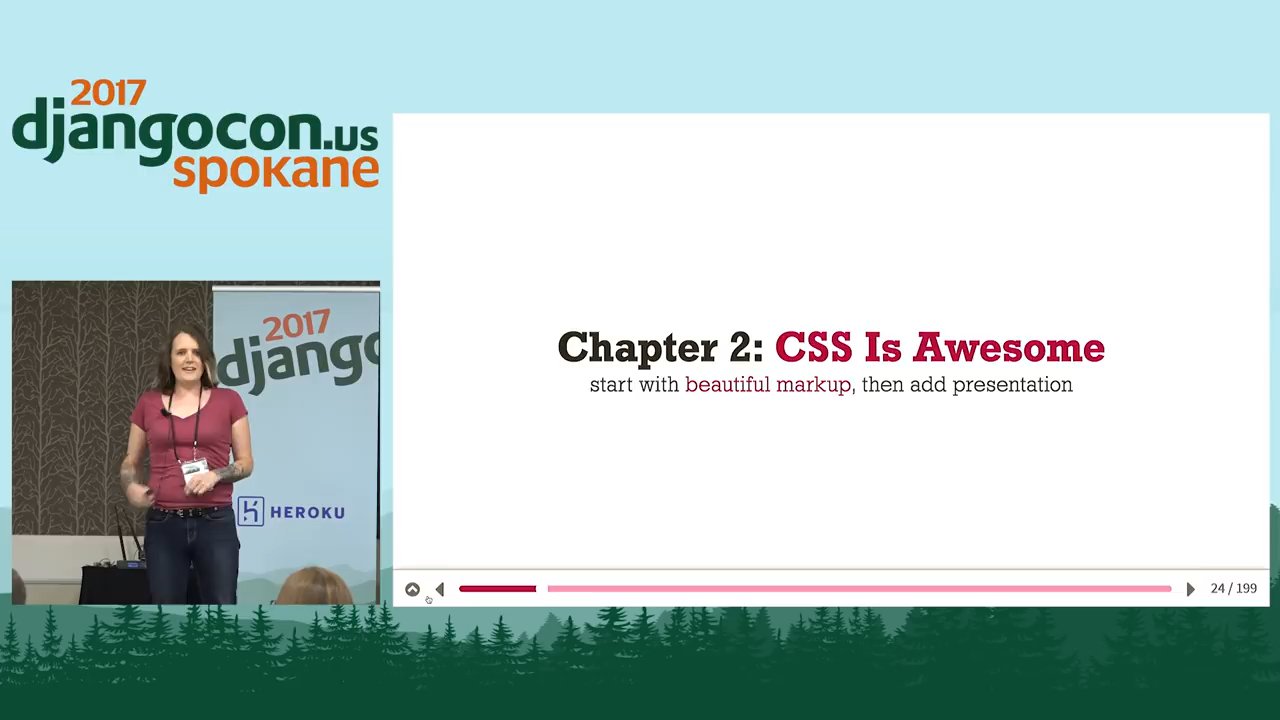 2017
djangocon.us
spokane
2017
django
HEROKU
Chapter 2: CSS Is Awesome
start with beautiful markup, then add presentation
24 / 199